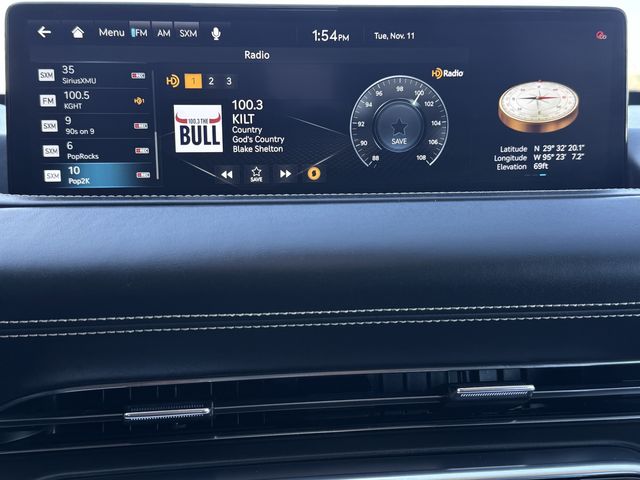 Menu FM AM SXM 1:54PM Tue, Nov. 11
Radio
SXM 35 SiriusXMU
FM 100.5 KGHT HD1
SXM 9 90s on 9
SXM 6 PopRocks
SXM 10 Pop2K
HD 1 2 3
100.3 THE
BULL
100.3
KILT
Country
God's Country
Blake Shelton
SAVE
HD Radio
88 90 92 94 96 98 100 102 104 106 108
SAVE
Latitude N 29° 32' 20.1"
Longitude W 95° 23' 7.2"
Elevation 69ft